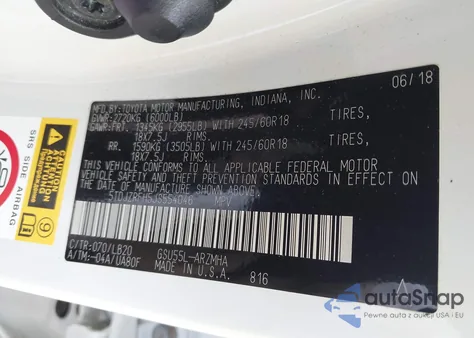 MFD. BY:TOYOTA MOTOR MANUFACTURING, INDIANA, INC. 06/18
GVWR:2720KG (6000LB)
GAWR:FRT. 1345KG (2955LB) WITH 245/60R18 TIRES,
18X7.5J RIMS.
RR. 1590KG (3505LB) WITH 245/60R18 TIRES,
18X7.5J RIMS.
THIS VEHICLE CONFORMS TO ALL APPLICABLE FEDERAL MOTOR
VEHICLE SAFETY AND THEFT PREVENTION STANDARDS IN EFFECT
ON THE DATE OF MANUFACTURE SHOWN ABOVE.
MPV
C/TR:070/LB20 GSU55L-ARZMHA
A/TM:-04A/UA80F MADE IN U.S.A. 816
SRS SIDE AIRBAG
autoSnap
Pewne auta z aukcji USA i EU